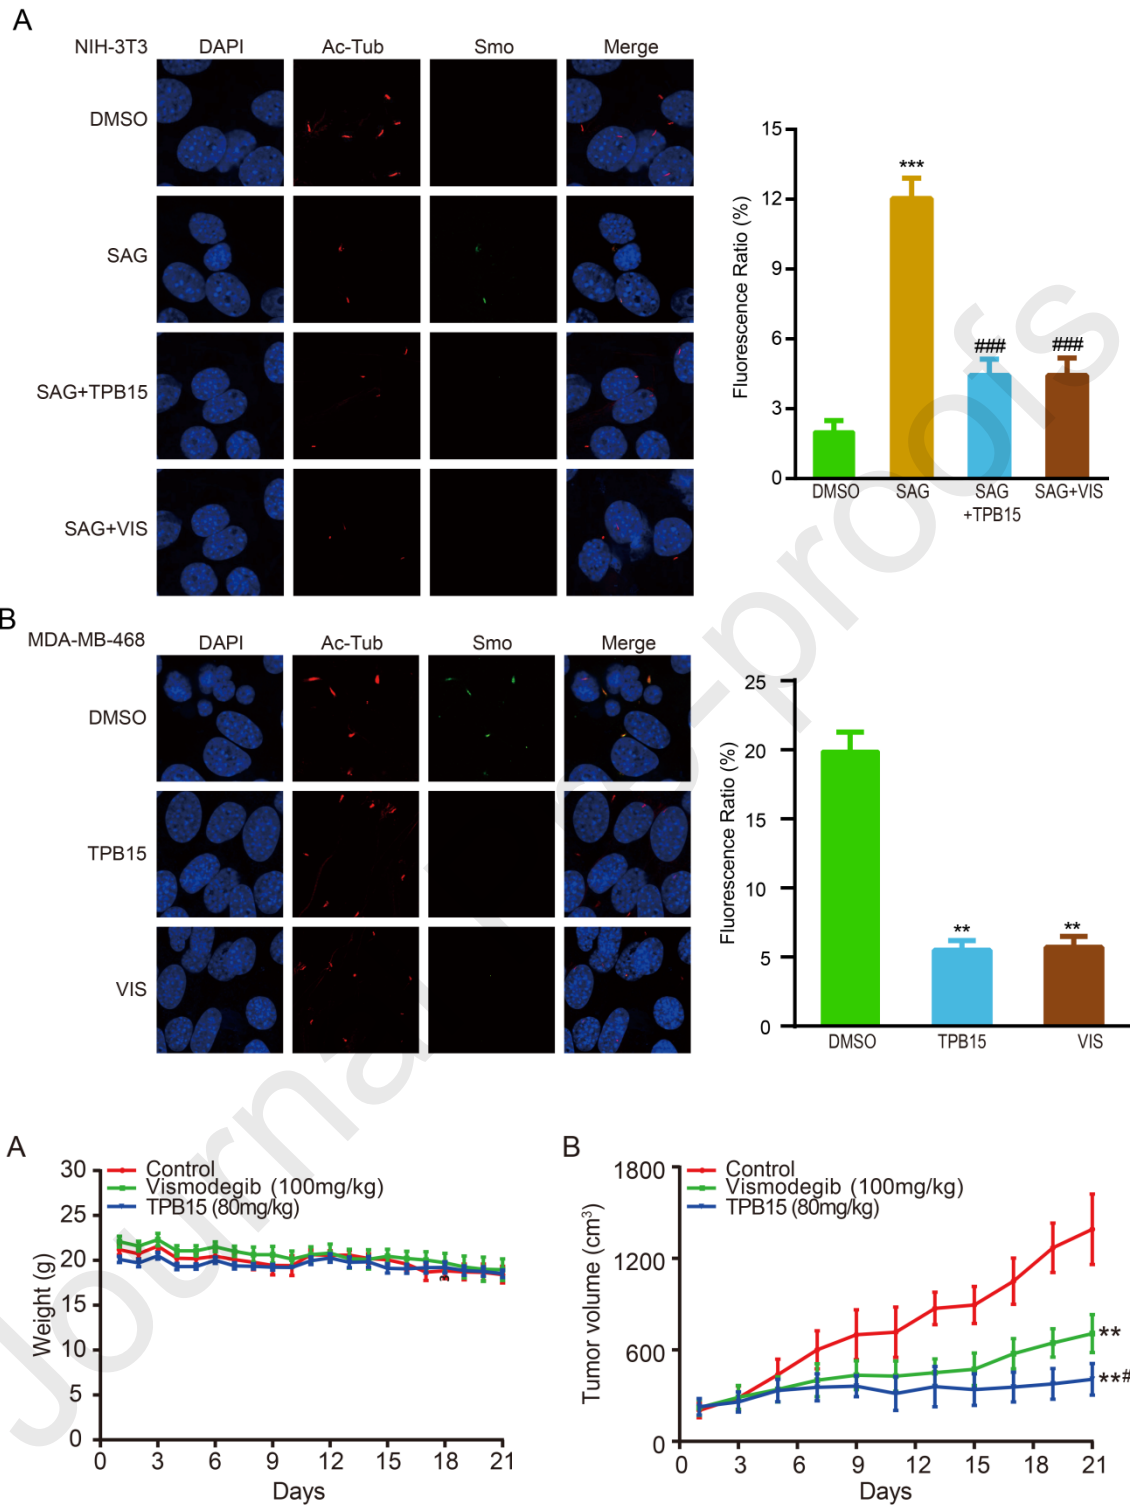 A
NIH-3T3 DAPI Ac-Tub Smo Merge
DMSO
SAG
SAG+TPB15
SAG+VIS
Fluorescence Ratio (%)
15
12
9
6
3
0
***
###
###
DMSO SAG SAG +TPB15 SAG+VIS
B
MDA-MB-468 DAPI Ac-Tub Smo Merge
DMSO
TPB15
VIS
Fluorescence Ratio (%)
25
20
15
10
5
0
**
**
DMSO TPB15 VIS
A
Control
Vismodegib (100mg/kg)
TPB15 (80mg/kg)
Weight (g)
30
25
20
15
10
5
0
0 3 6 9 12 15 18 21
Days
B
Control
Vismodegib (100mg/kg)
TPB15 (80mg/kg)
Tumor volume (cm³)
1800
1200
600
0
**
**#
0 3 6 9 12 15 18 21
Days
Journal Pre-proofs